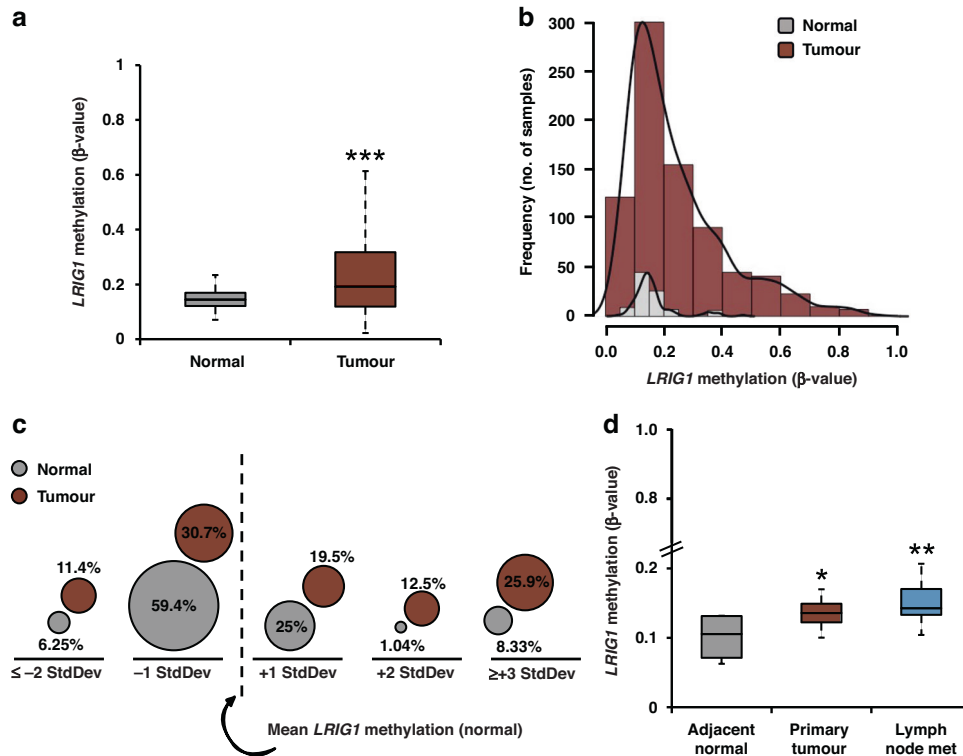 a
LRIG1 methylation (β-value)
1
0.8
0.6
0.4
0.2
0
***
Normal
Tumour
b
Normal
Tumour
Frequency (no. of samples)
300
250
200
150
100
50
0
0.0
0.2
0.4
0.6
0.8
1.0
LRIG1 methylation (β-value)
c
Normal
Tumour
11.4%
6.25%
≤ –2 StdDev
30.7%
59.4%
–1 StdDev
19.5%
25%
+1 StdDev
12.5%
1.04%
+2 StdDev
25.9%
8.33%
≥+3 StdDev
Mean LRIG1 methylation (normal)
d
LRIG1 methylation (β-value)
1.0
0.8
0.2
0.1
0
*
**
Adjacent
normal
Primary
tumour
Lymph
node met